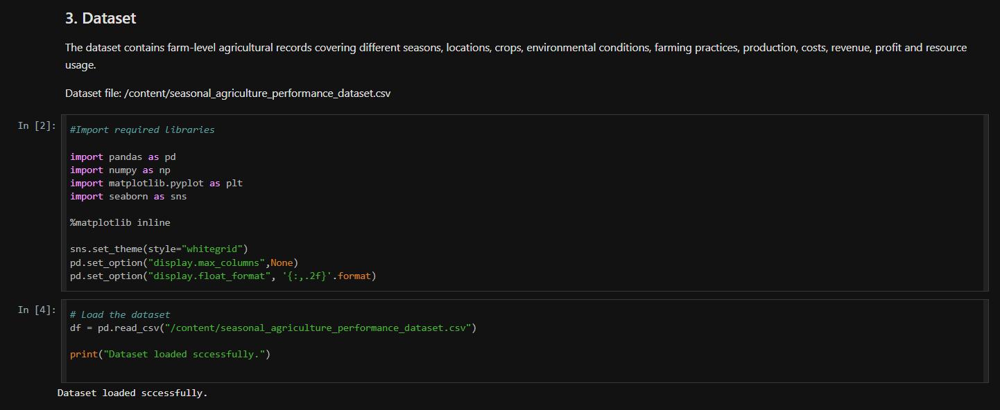 3. Dataset
The dataset contains farm-level agricultural records covering different seasons, locations, crops, environmental conditions, farming practices, production, costs, revenue, profit and resource
usage.
Dataset file: /content/seasonal_agriculture_performance_dataset.csv
In [2]:
#Import required libraries
import pandas as pd
import numpy as np
import matplotlib.pyplot as plt
import seaborn as sns
%matplotlib inline
sns.set_theme(style="whitegrid")
pd.set_option("display.max_columns",None)
pd.set_option("display.float_format", '{:,.2f}'.format)
In [4]:
# Load the dataset
df = pd.read_csv("/content/seasonal_agriculture_performance_dataset.csv")
print("Dataset loaded sccessfully.")
Dataset loaded sccessfully.